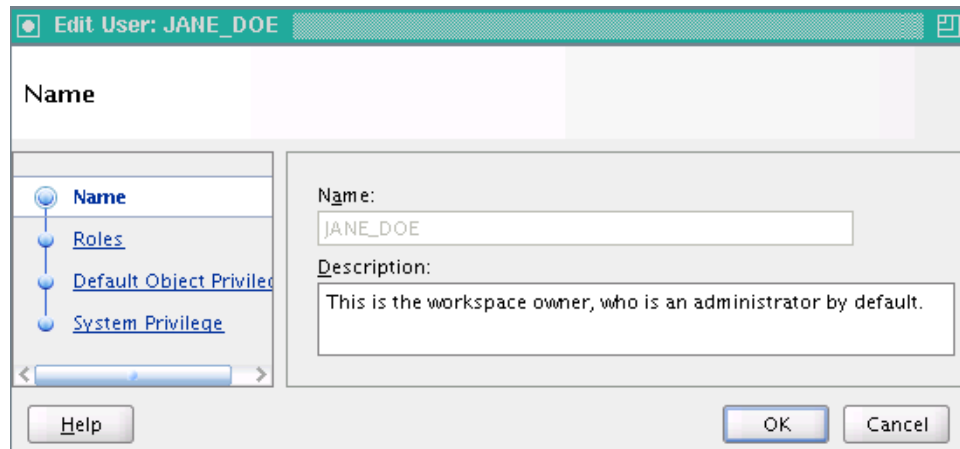 Edit User: JANE_DOE
Name
Name
Roles
Default Object Privileg
System Privilege
Name:
JANE_DOE
Description:
This is the workspace owner, who is an administrator by default.
Help
OK
Cancel